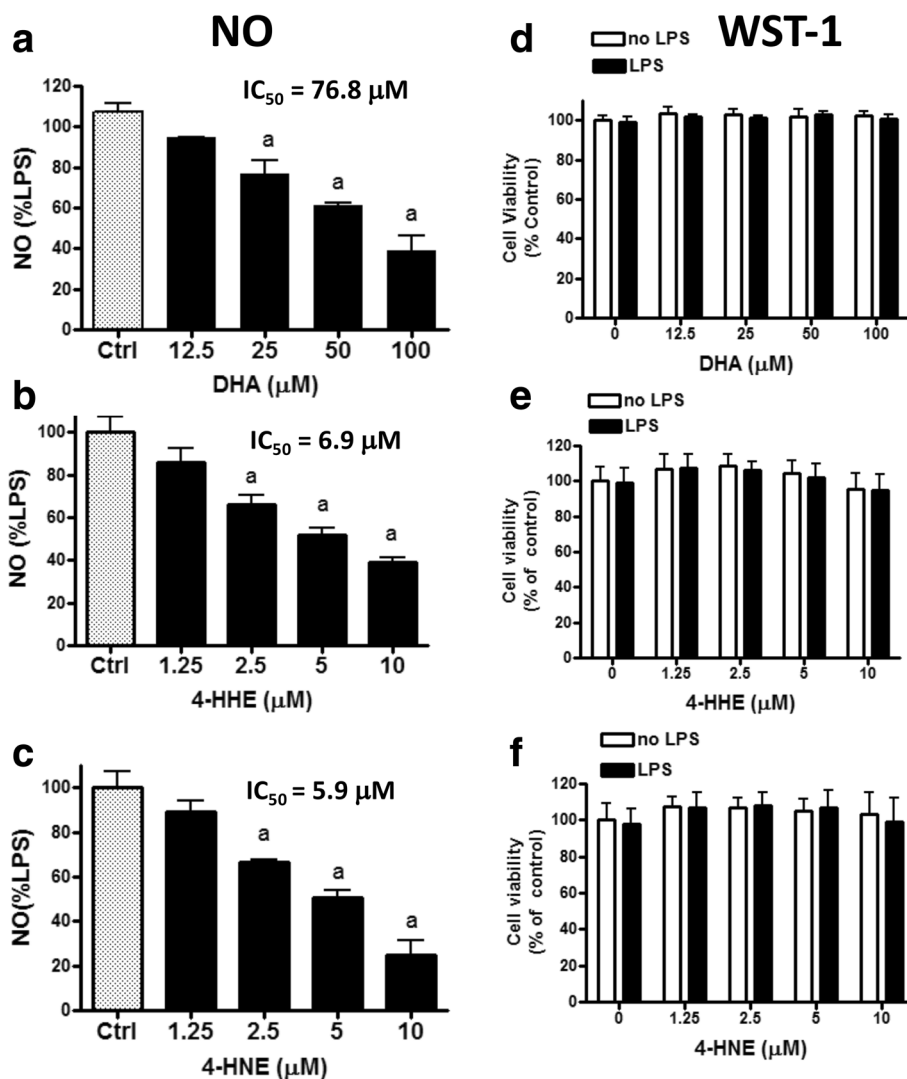 a
NO
IC50 = 76.8 μM
NO (%LPS)
120
100
80
60
40
20
0
a
a
a
Ctrl 12.5 25 50 100
DHA (μM)
d
WST-1
no LPS
LPS
Cell Viability
(% Control)
100
80
60
40
20
0
0 12.5 25 50 100
DHA (μM)
b
IC50 = 6.9 μM
NO (%LPS)
100
80
60
40
20
0
a
a
a
Ctrl 1.25 2.5 5 10
4-HHE (μM)
e
no LPS
LPS
Cell viability
(% of control)
120
100
80
60
40
20
0
0 1.25 2.5 5 10
4-HHE (μM)
c
IC50 = 5.9 μM
NO(%LPS)
100
80
60
40
20
0
a
a
a
Ctrl 1.25 2.5 5 10
4-HNE (μM)
f
no LPS
LPS
Cell viability
(% of control)
120
100
80
60
40
20
0
0 1.25 2.5 5 10
4-HNE (μM)